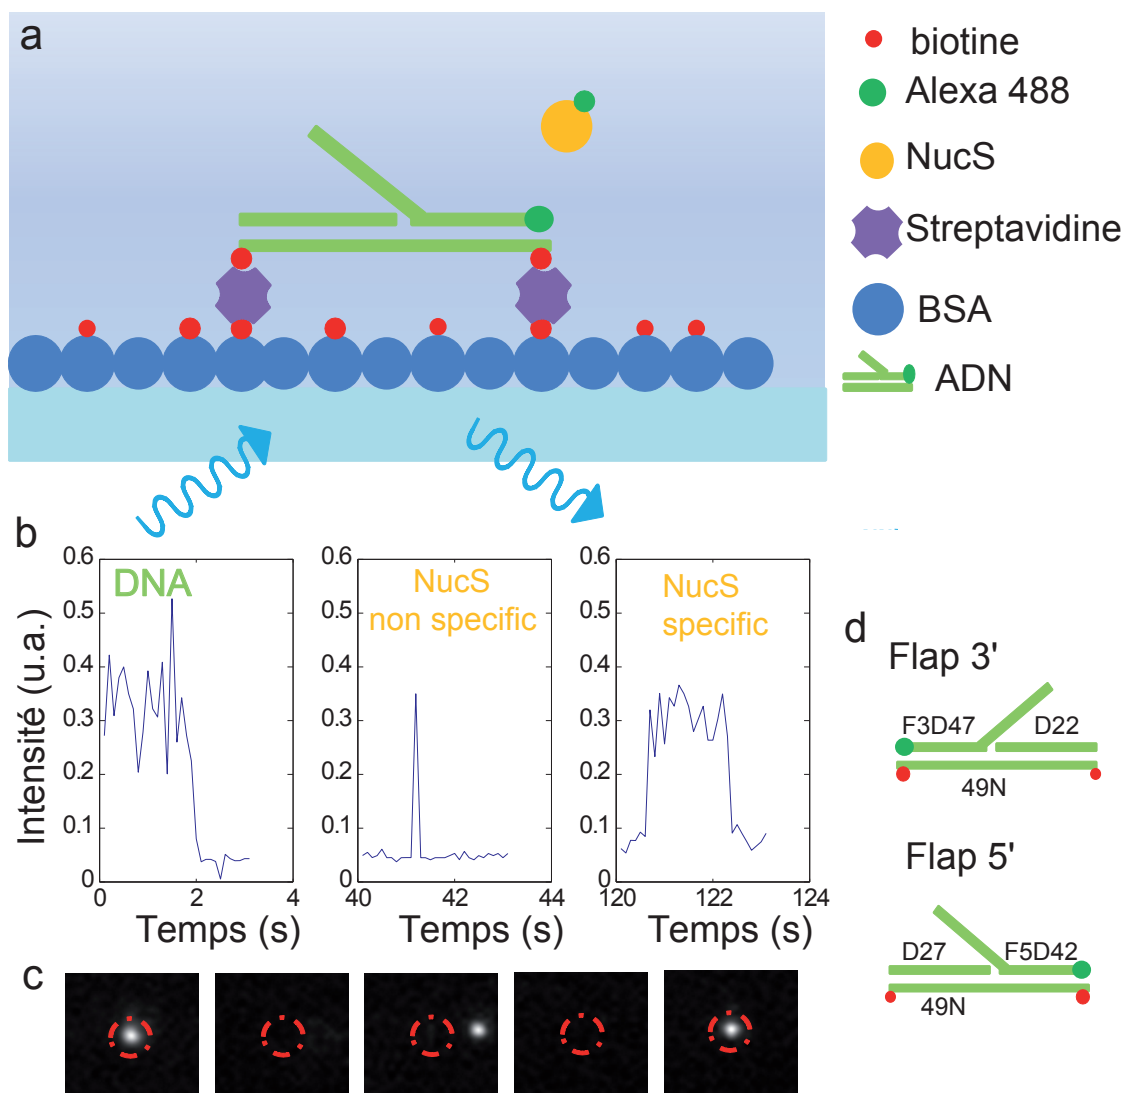 a
biotine
Alexa 488
NucS
Streptavidine
BSA
ADN
b
0.6
0.5
0.4
0.3
0.2
0.1
0
Intensité (u.a.)
DNA
0
2
4
Temps (s)
0.6
0.5
0.4
0.3
0.2
0.1
0
NucS
non specific
40
42
44
Temps (s)
0.6
0.5
0.4
0.3
0.2
0.1
0
NucS
specific
120
122
124
Temps (s)
c
d
Flap 3'
F3D47
D22
49N
Flap 5'
D27
F5D42
49N